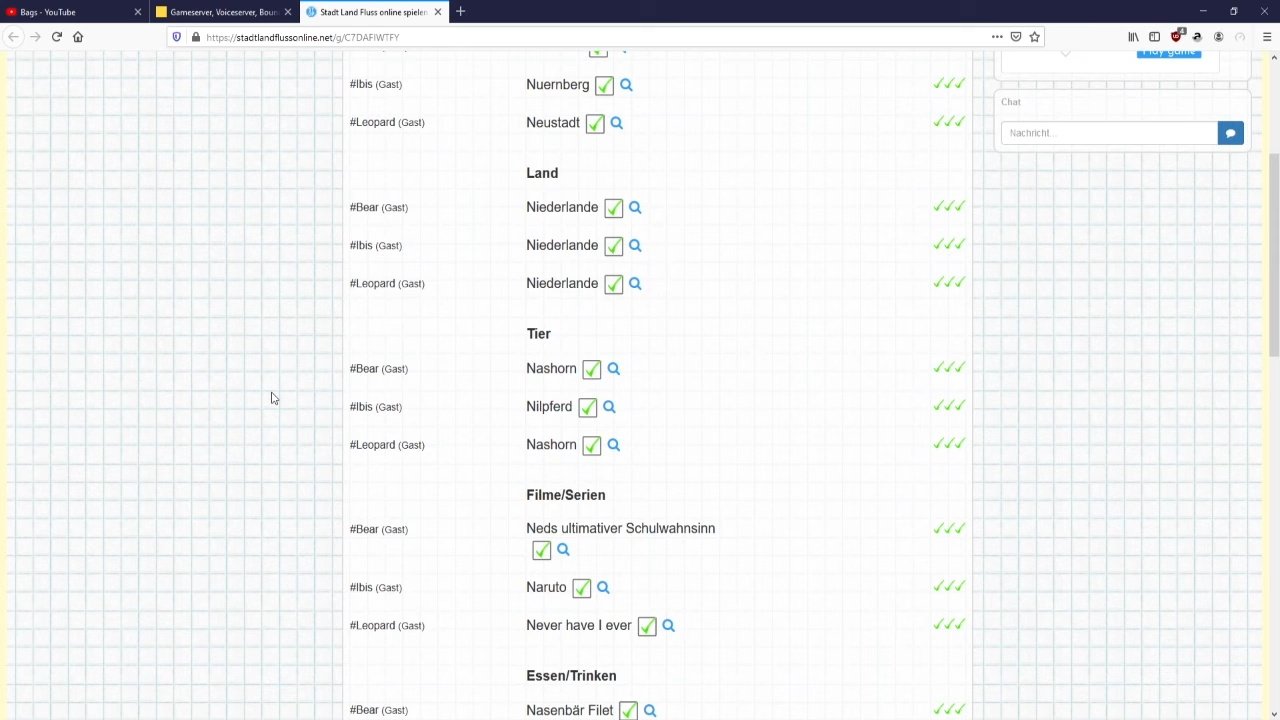 Bags - YouTube
Gameserver, Voiceserver, Boun
Stadt Land Fluss online spielen
https://stadtlandflussonline.net/g/C7DAFIWTFY
4
Play game
#Ibis (Gast) Nuernberg
#Leopard (Gast) Neustadt
Chat
Nachricht...
Land
#Bear (Gast) Niederlande
#Ibis (Gast) Niederlande
#Leopard (Gast) Niederlande
Tier
#Bear (Gast) Nashorn
#Ibis (Gast) Nilpferd
#Leopard (Gast) Nashorn
Filme/Serien
#Bear (Gast) Neds ultimativer Schulwahnsinn
#Ibis (Gast) Naruto
#Leopard (Gast) Never have I ever
Essen/Trinken
#Bear (Gast) Nasenbär Filet